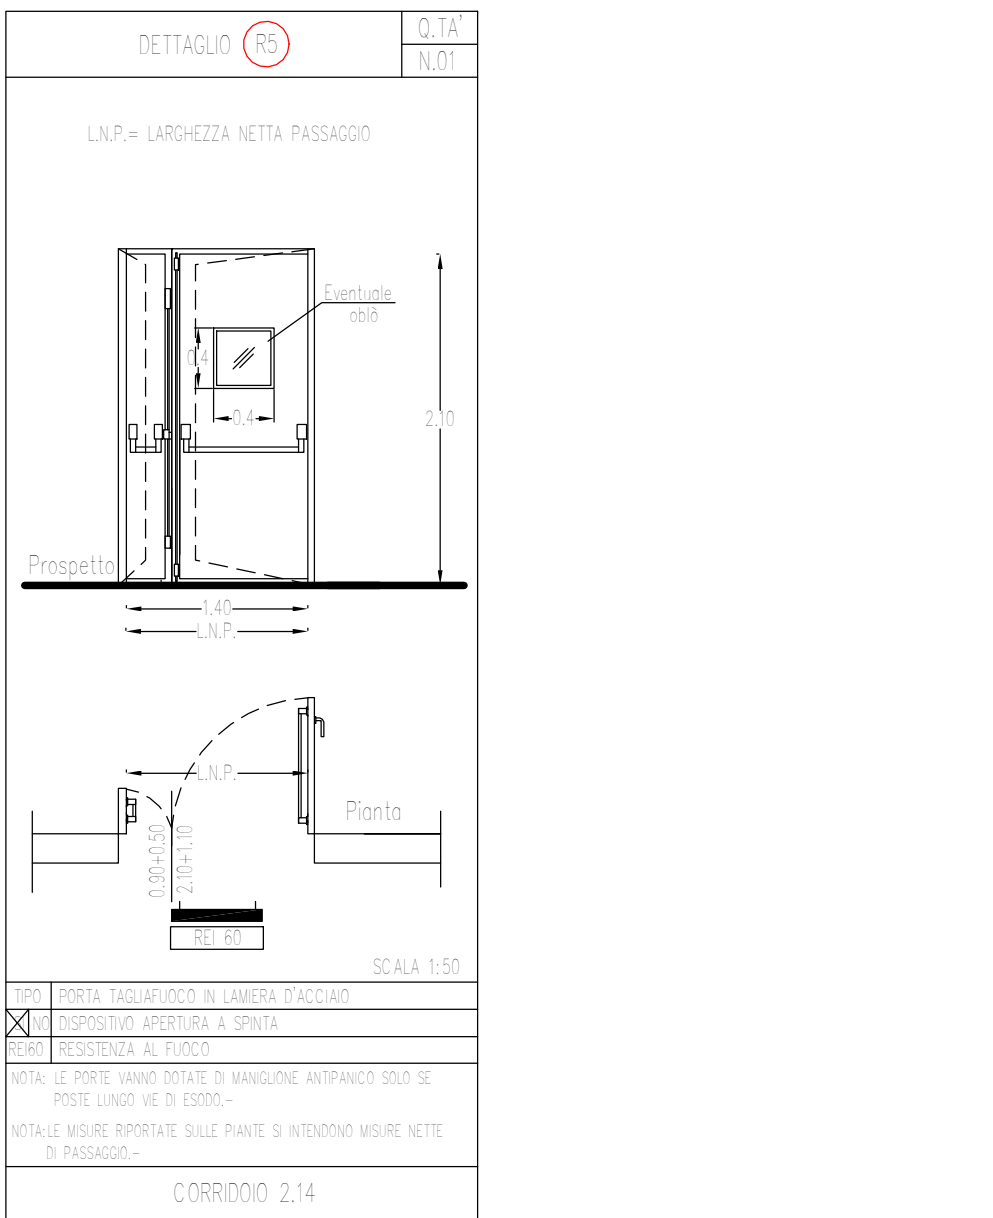 DETTAGLIO R5
Q.TA'
N.01
L.N.P.= LARGHEZZA NETTA PASSAGGIO
Eventuale
oblò
0.4
0.4
2.10
Prospetto
1.40
L.N.P.
L.N.P.
Pianta
0.90+0.50
2.10+1.10
REI 60
SCALA 1:50
TIPO PORTA TAGLIAFUOCO IN LAMIERA D'ACCIAIO
SI NO DISPOSITIVO APERTURA A SPINTA
REI60 RESISTENZA AL FUOCO
NOTA: LE PORTE VANNO DOTATE DI MANIGLIONE ANTIPANICO SOLO SE
POSTE LUNGO VIE DI ESODO.-
NOTA:LE MISURE RIPORTATE SULLE PIANTE SI INTENDONO MISURE NETTE
DI PASSAGGIO.-
CORRIDOIO 2.14